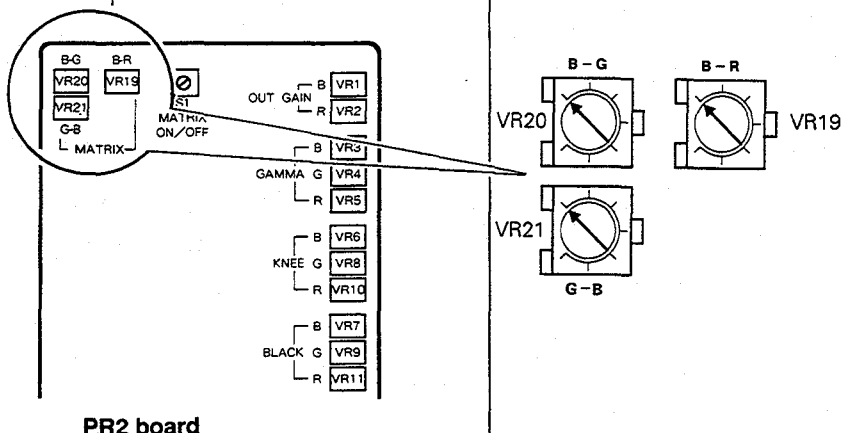 B-G B-R
VR20 VR19
VR21
G-B
MATRIX
S1
MATRIX
ON/OFF
OUT GAIN
B VR1
R VR2
GAMMA
B VR3
G VR4
R VR5
KNEE
B VR6
G VR8
R VR10
BLACK
B VR7
G VR9
R VR11
PR2 board
B-G
VR20
B-R
VR19
VR21
G-B